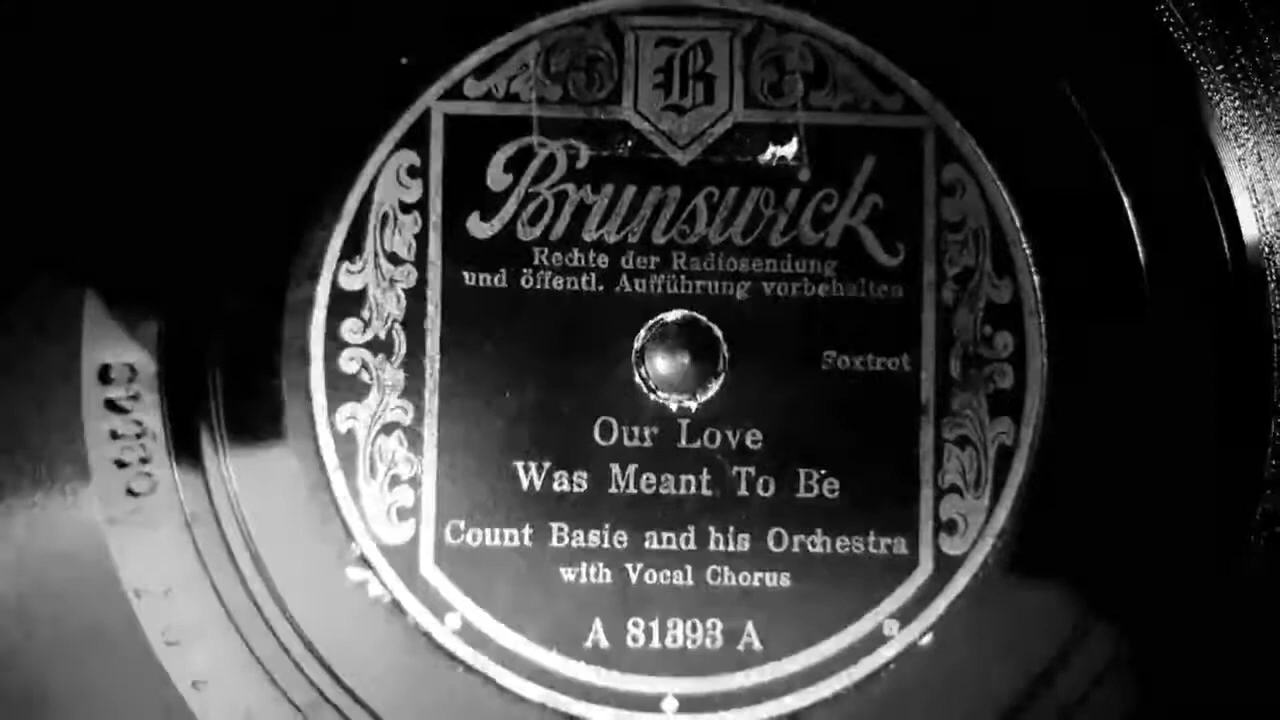 B
Brunswick
Rechte der Radiosendung
und öffentl. Aufführung vorbehalten
Foxtrot
Our Love
Was Meant To Be
Count Basie and his Orchestra
with Vocal Chorus
A 81393 A